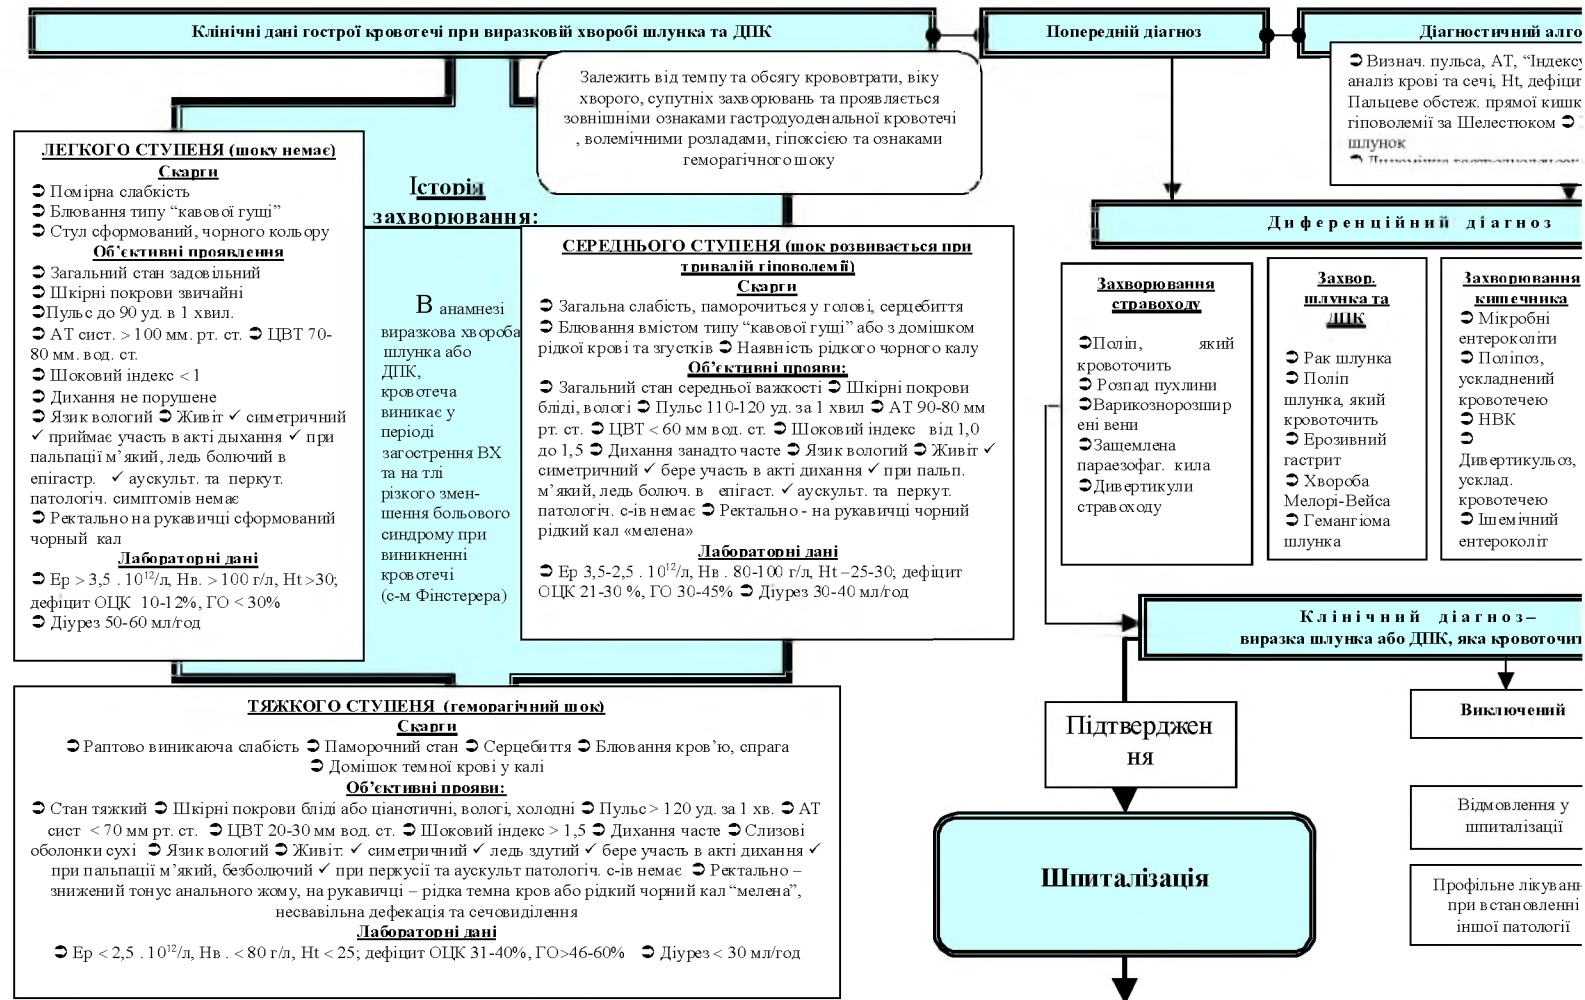 Клінічні дані гострої кровотечі при виразковій хворобі шлунка та ДПК
Попередній діагноз
Діагностичний алго
Залежить від темпу та обсягу крововтрати, віку
хворого, супутніх захворювань та проявляється
зовнішніми ознаками гастродуоденальної кровотечі
, волемічними розладами, гіпоксією та ознаками
геморагічного шоку
➲ Визнач. пульса, АТ, “Індексу
аналіз крові та сечі, Ht, дефіцит
Пальцеве обстеж. прямої кишк
гіповолемії за Шелестюком ➲
шлунок
ЛЕГКОГО СТУПЕНЯ (шоку немає)
Скарги
➲ Помірна слабкість
➲ Блювання типу “кавової гущі”
➲ Стул сформований, чорного кольору
Об’єктивні проявлення
➲ Загальний стан задовільний
➲ Шкірні покрови звичайні
➲Пульс до 90 уд. в 1 хвил.
➲ АТ сист. > 100 мм. рт. ст. ➲ ЦВТ 70-
80 мм. вод. ст.
➲ Шоковий індекс < 1
➲ Дихання не порушене
➲ Язик вологий ➲ Живіт ✓ симетричний
✓ приймає участь в акті дыхання ✓ при
пальпації м’який, ледь болючий в
епігастр. ✓ аускульт. та перкут.
патологіч. симптомів немає
➲ Ректально на рукавичці сформований
чорный кал
Лабораторні дані
➲ Ер > 3,5 . 10¹²/л, Нв. > 100 г/л, Ht >30;
дефіцит ОЦК 10-12%, ГО < 30%
➲ Діурез 50-60 мл/год
Історія
захворювання:
В анамнезі
виразкова хвороба
шлунка або
ДПК,
кровотеча
виникає у
періоді
загострення ВХ
та на тлі
різкого змен-
шення больового
синдрому при
виникненні
кровотечі
(с-м Фінстерера)
СЕРЕДНЬОГО СТУПЕНЯ (шок розвивається при
тривалій гіповолемії)
Скарги
➲ Загальна слабість, паморочиться у голові, серцебиття
➲ Блювання вмістом типу “кавової гущі” або з домішком
рідкої крові та згустків ➲ Наявність рідкого чорного калу
Об’єктивні прояви:
➲ Загальний стан середньої важкості ➲ Шкірні покрови
бліді, вологі ➲ Пульс 110-120 уд. за 1 хвил ➲ АТ 90-80 мм
рт. ст. ➲ ЦВТ < 60 мм вод. ст. ➲ Шоковий індекс від 1,0
до 1,5 ➲ Дихання занадто часте ➲ Язик вологий ➲ Живіт ✓
симетричний ✓ бере участь в акті дихання ✓ при пальп.
м’який, ледь болюч. в епігаст. ✓ аускульт. та перкут.
патологіч. с-ів немає ➲ Ректально - на рукавичці чорний
рідкий кал «мелена»
Лабораторні дані
➲ Ер 3,5-2,5 . 10¹²/л, Нв . 80-100 г/л, Ht –25-30; дефіцит
ОЦК 21-30 %, ГО 30-45% ➲ Діурез 30-40 мл/год
Диференційний діагноз
Захворювання
стравоходу
➲Поліп, який
кровоточить
➲ Розпад пухлини
➲Варикознорозшир
ені вени
➲ Защемлена
параезофаг. кила
➲Дивертикули
стравоходу
Захвор.
шлунка та
ДПК
➲ Рак шлунка
➲ Поліп
шлунка, який
кровоточить
➲ Ерозивний
гастрит
➲ Хвороба
Мелорі-Вейса
➲ Гемангіома
шлунка
Захворювання
кишечника
➲ Мікробні
ентероколіти
➲ Поліпоз,
ускладнений
кровотечею
➲ НВК
➲
Дивертикульоз,
усклад.
кровотечею
➲ Ішемічний
ентероколіт
Клінічний діагноз–
виразка шлунка або ДПК, яка кровоточит
Підтверджен
ня
Виключений
Шпиталізація
Відмовлення у
шпиталізації
Профільне лікуван
при встановленні
іншої патології
ТЯЖКОГО СТУПЕНЯ (геморагічний шок)
Скарги
➲ Раптово виникаюча слабість ➲ Паморочний стан ➲ Серцебиття ➲ Блювання кров’ю, спрага
➲ Домішок темної крові у калі
Об’єктивні прояви:
➲ Стан тяжкий ➲ Шкірні покрови бліді або ціанотичні, вологі, холодні ➲ Пульс > 120 уд. за 1 хв. ➲ АТ
сист < 70 мм рт. ст. ➲ ЦВТ 20-30 мм вод. ст. ➲ Шоковий індекс > 1,5 ➲ Дихання часте ➲ Слизові
оболонки сухі ➲ Язик вологий ➲ Живіт: ✓ симетричний ✓ ледь здутий ✓ бере участь в акті дихання ✓
при пальпації м’який, безболючий ✓ при перкусії та аускульт патологіч. с-ів немає ➲ Ректально –
знижений тонус анального жому, на рукавичці – рідка темна кров або рідкий чорний кал “мелена”,
несвавільна дефекація та сечовиділення
Лабораторні дані
➲ Ер < 2,5 . 10¹²/л, Нв . < 80 г/л, Ht < 25; дефіцит ОЦК 31-40%, ГО>46-60% ➲ Діурез < 30 мл/год